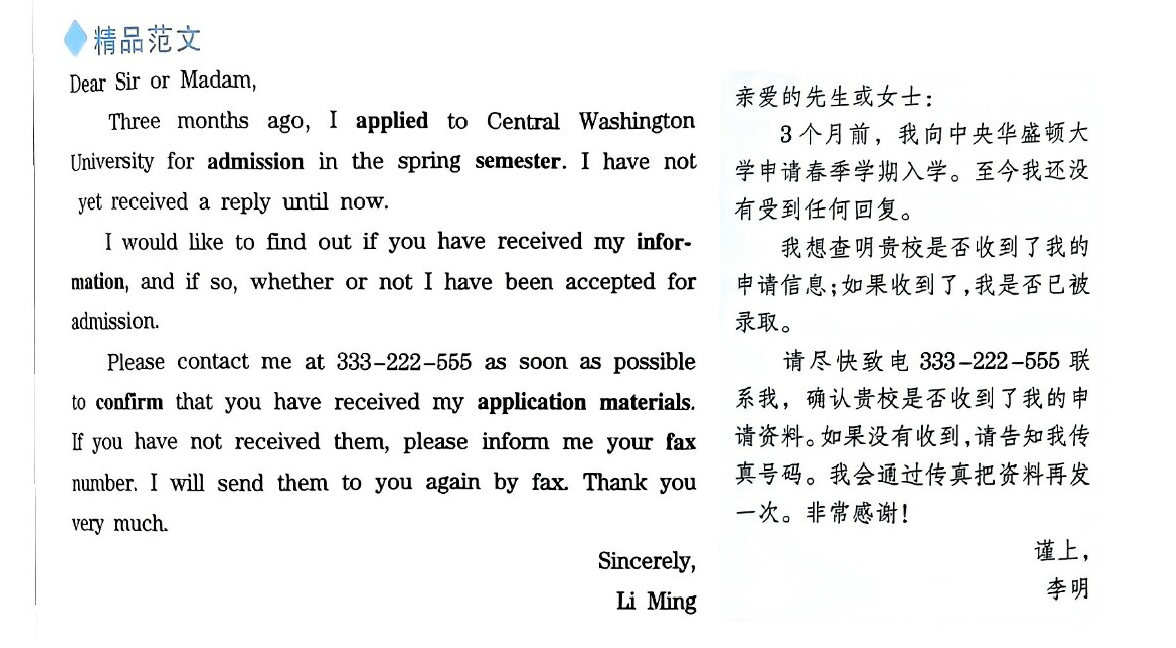 精品范文
Dear Sir or Madam,
Three months ago, I applied to Central Washington
University for admission in the spring semester. I have not
yet received a reply until now.
I would like to find out if you have received my infor-
mation, and if so, whether or not I have been accepted for
admission.
Please contact me at 333-222-555 as soon as possible
to confirm that you have received my application materials.
If you have not received them, please inform me your fax
number. I will send them to you again by fax. Thank you
very much.
Sincerely,
Li Ming
亲爱的先生或女士:
3个月前，我向中央华盛顿大
学申请春季学期入学。至今我还没
有受到任何回复。
我想查明贵校是否收到了我的
申请信息;如果收到了,我是否已被
录取。
请尽快致电 333-222-555 联
系我，确认贵校是否收到了我的申
请资料。如果没有收到,请告知我传
真号码。我会通过传真把资料再发
一次。非常感谢!
谨上,
李明